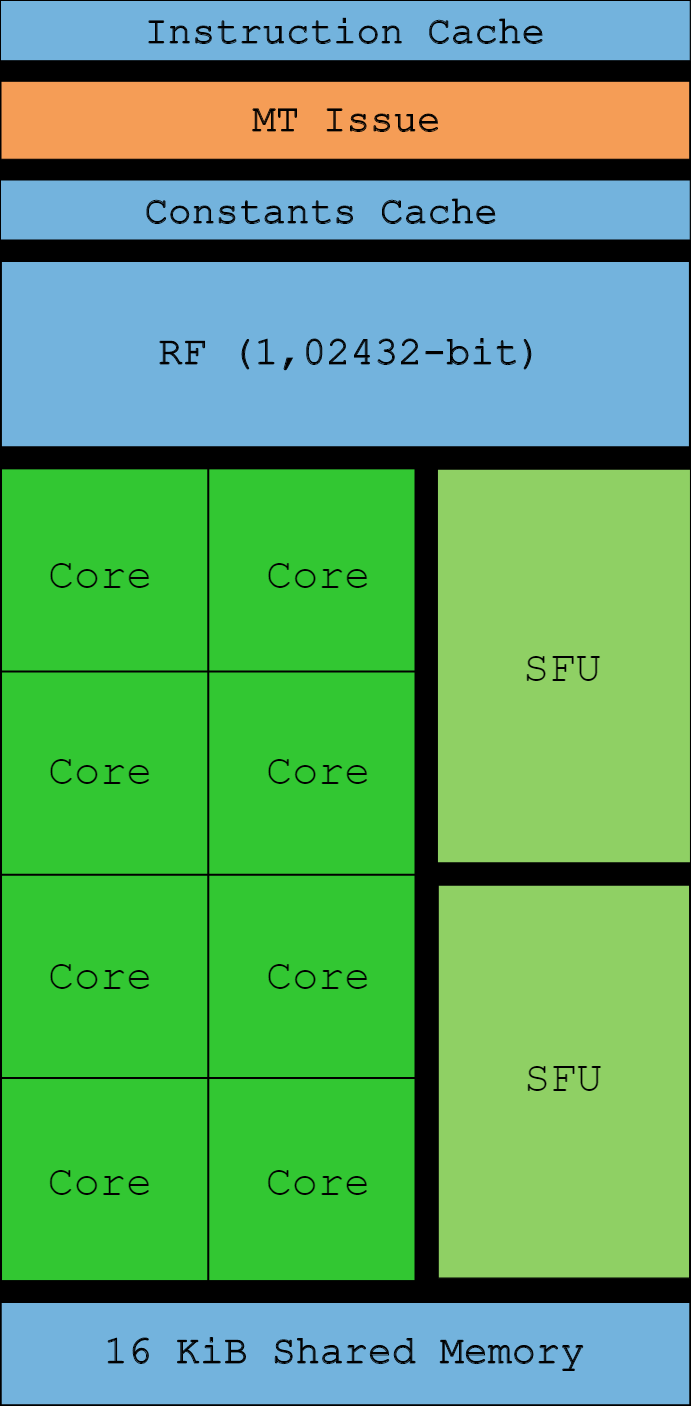 Instruction Cache
MT Issue
Constants Cache
RF (1,02432-bit)
Core
Core
SFU
Core
Core
Core
Core
SFU
Core
Core
16 KiB Shared Memory